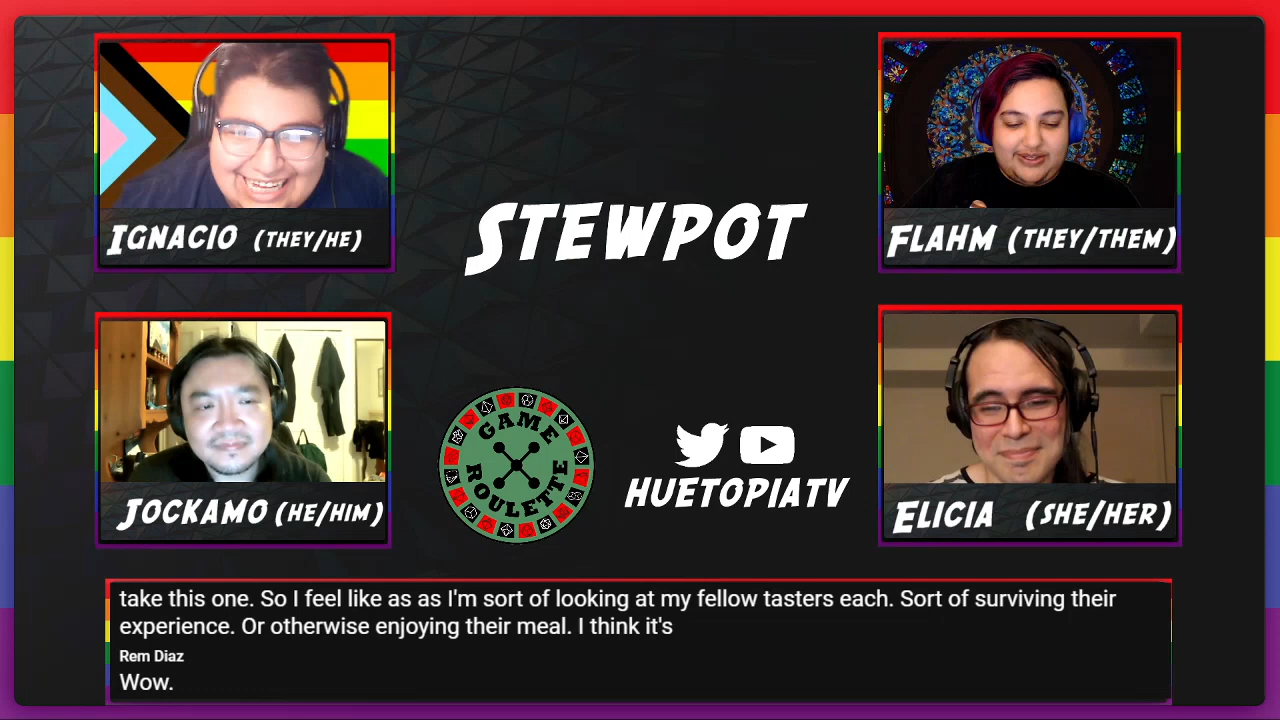 IGNACIO (THEY/HE)
FLAHM (THEY/THEM)
STEWPOT
JOCKAMO (HE/HIM)
GAME
ROULETTE
HUETOPIATV
ELICIA (SHE/HER)
take this one. So I feel like as as I'm sort of looking at my fellow tasters each. Sort of surviving their
experience. Or otherwise enjoying their meal. I think it's
Rem Diaz
Wow.